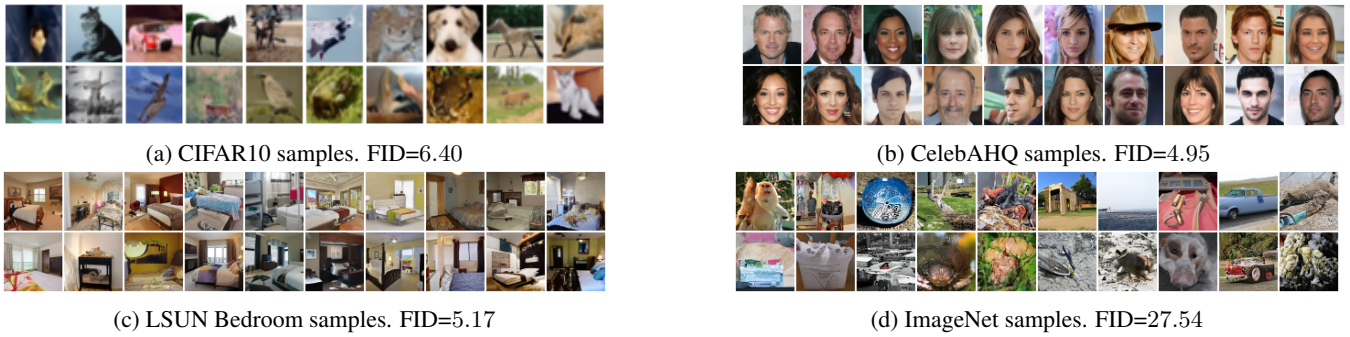 (a) CIFAR10 samples. FID=6.40
(b) CelebAHQ samples. FID=4.95
(c) LSUN Bedroom samples. FID=5.17
(d) ImageNet samples. FID=27.54